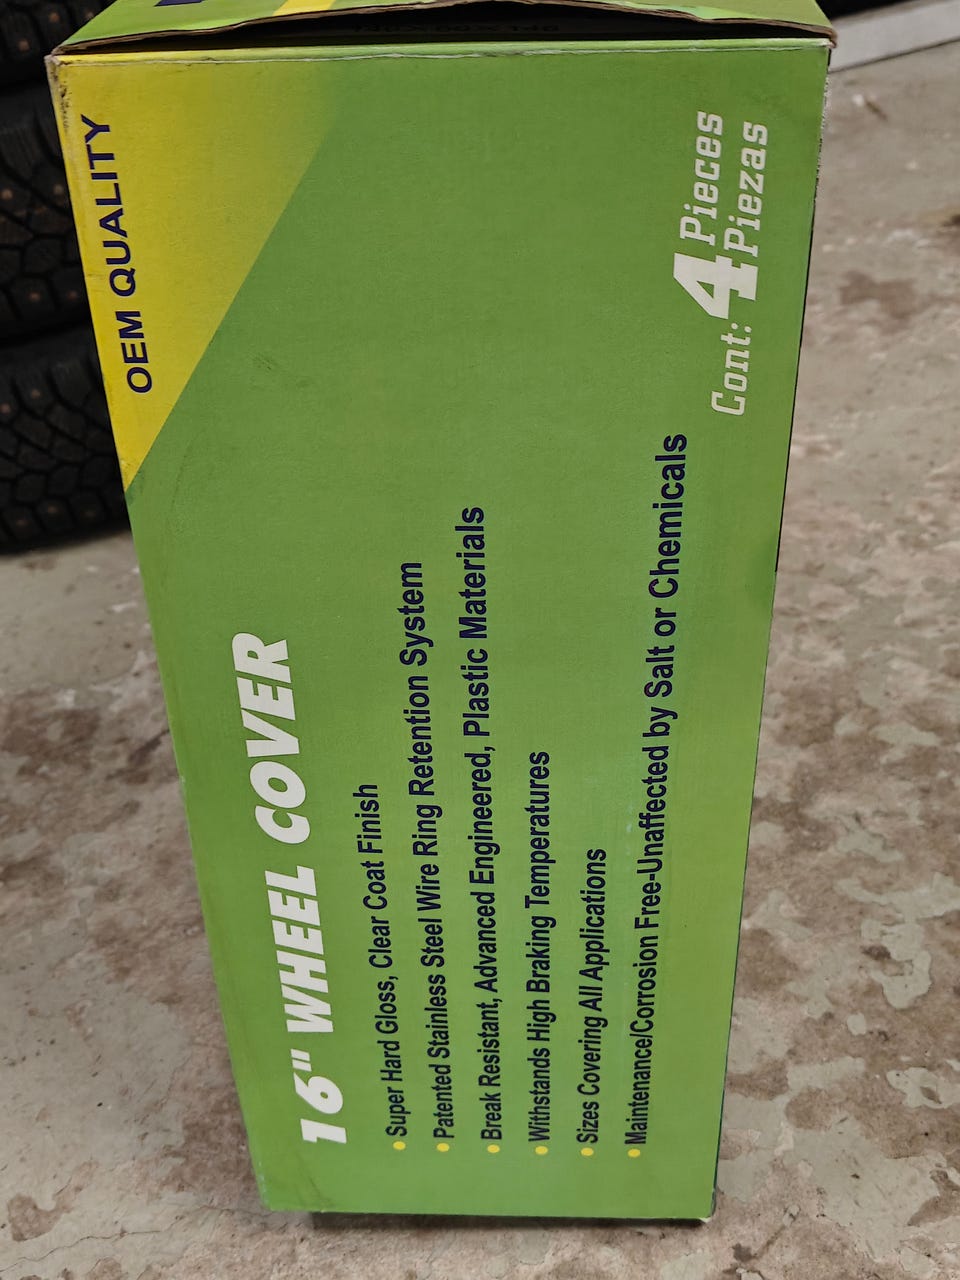 OEM QUALITY
16" WHEEL COVER
Super Hard Gloss, Clear Coat Finish
Patented Stainless Steel Wire Ring Retention System
Break Resistant, Advanced Engineered, Plastic Materials
Withstands High Braking Temperatures
Sizes Covering All Applications
Maintenance/Corrosion Free-Unaffected by Salt or Chemicals
Cont: 4 Pieces
Piezas